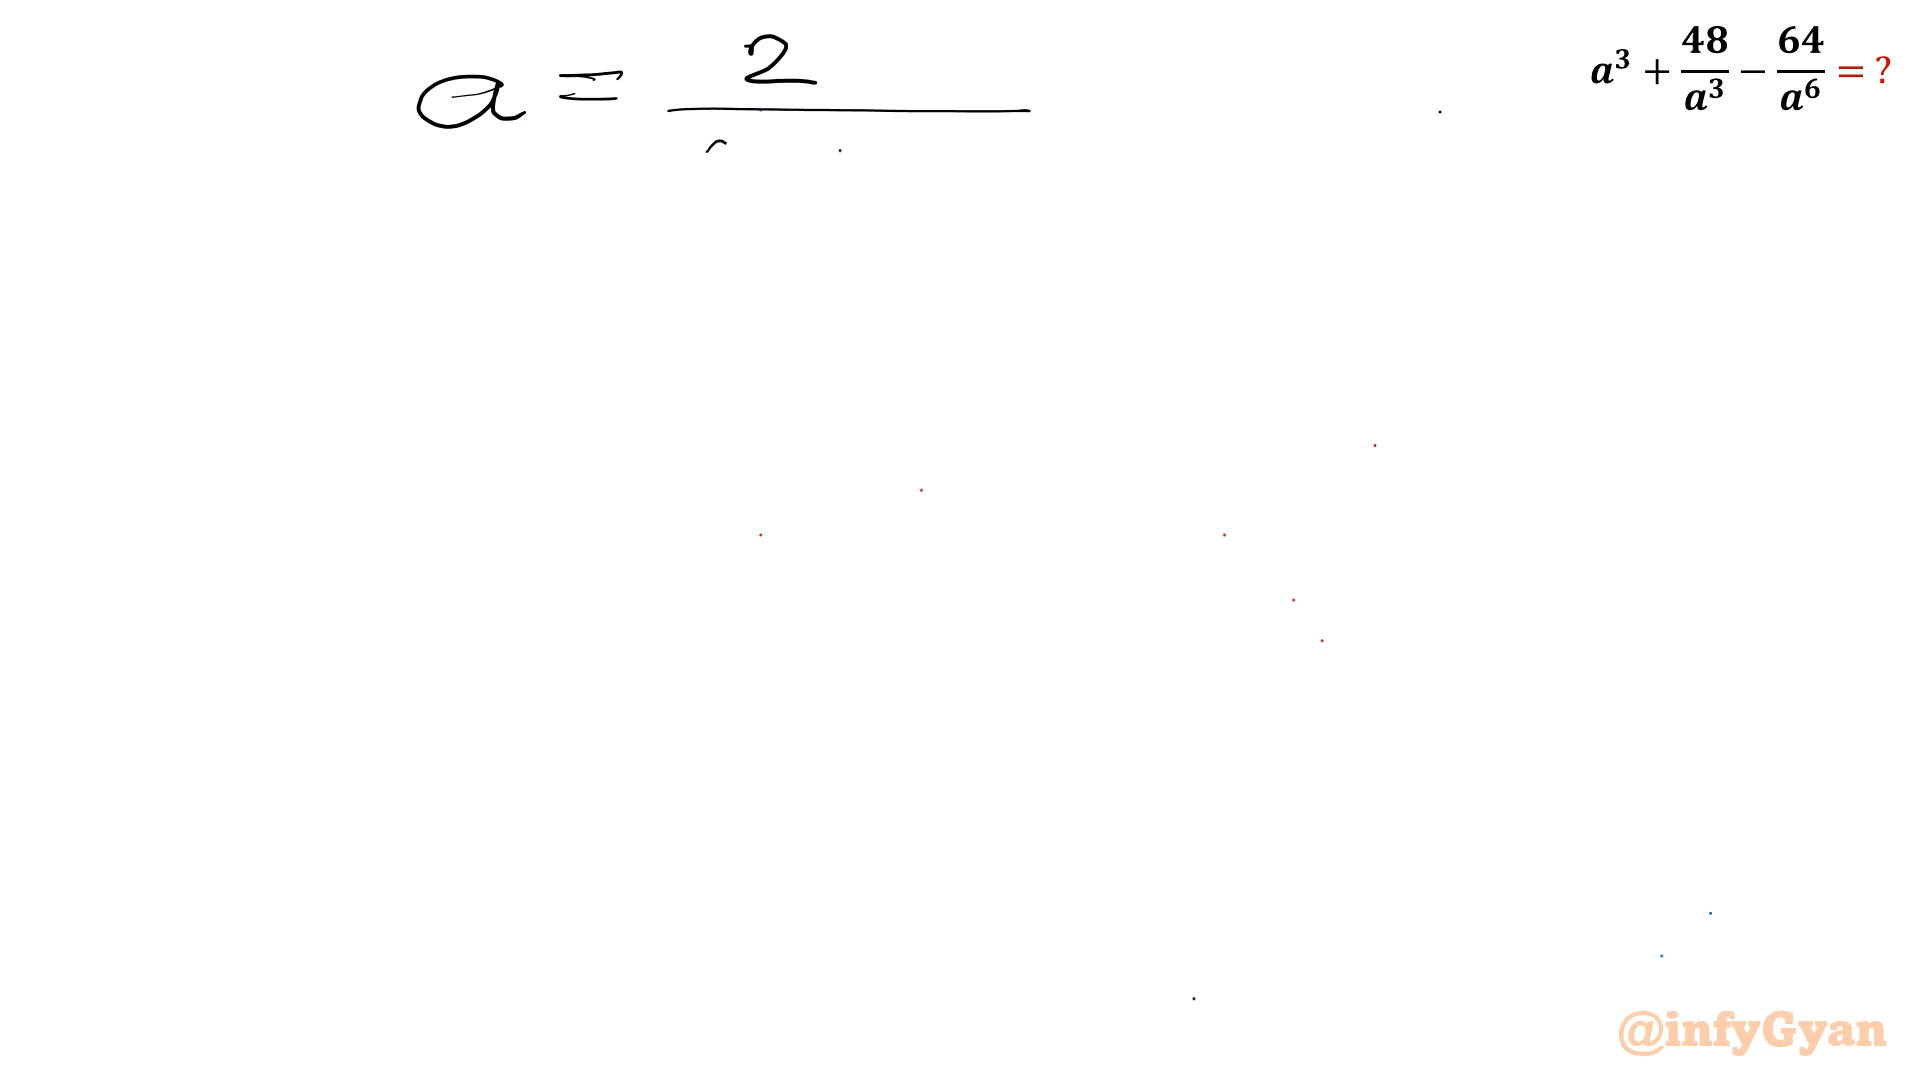 a = 2/
a³ + 48/a³ − 64/a⁶ = ?
@infyGyan